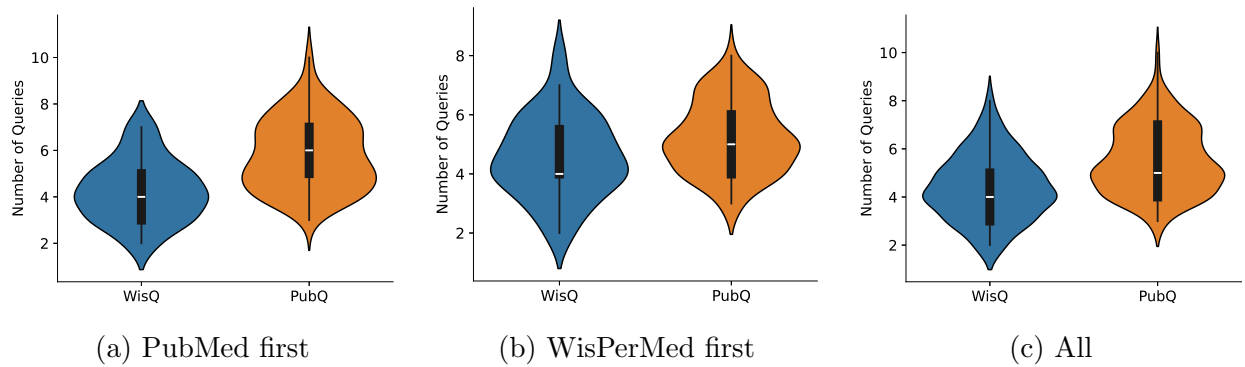 Number of Queries
10
8
6
4
2
WisQ
PubQ
(a) PubMed first
Number of Queries
8
6
4
2
WisQ
PubQ
(b) WisPerMed first
Number of Queries
10
8
6
4
2
WisQ
PubQ
(c) All